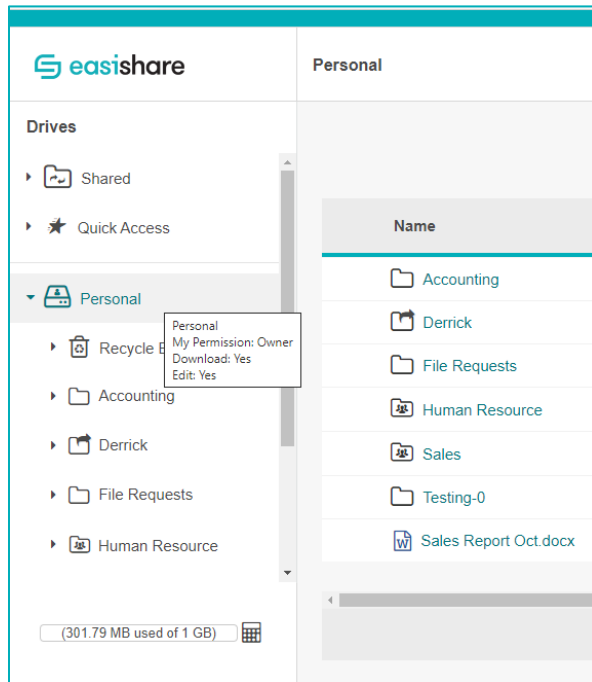 easishare
Personal
Drives
Shared
Quick Access
Personal
Personal
My Permission: Owner
Download: Yes
Edit: Yes
Recycle
Accounting
Derrick
File Requests
Human Resource
(301.79 MB used of 1 GB)
Name
Accounting
Derrick
File Requests
Human Resource
Sales
Testing-0
W Sales Report Oct.docx